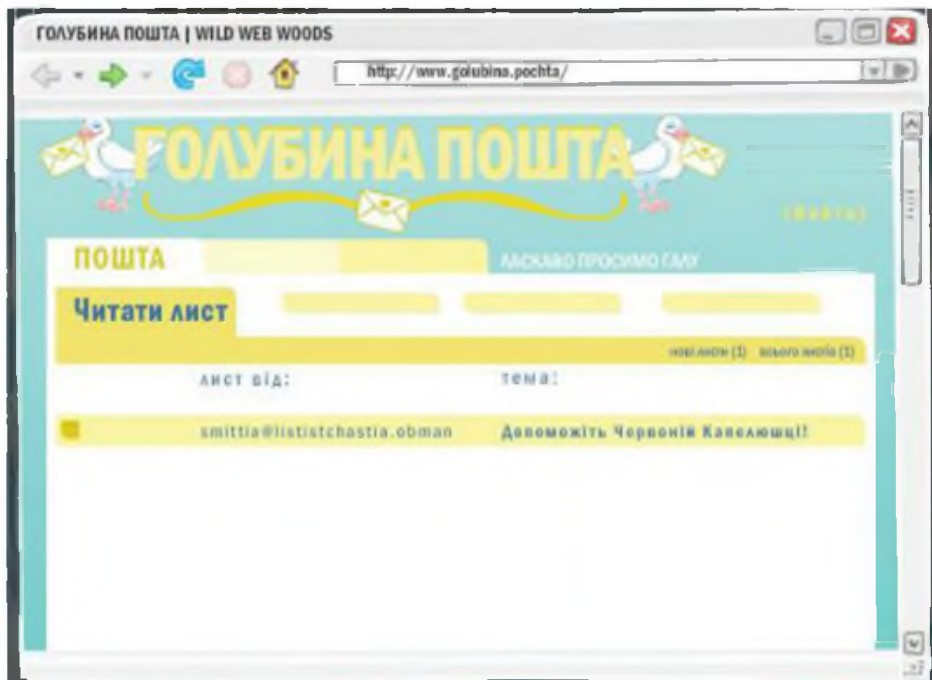 ГОЛУБИНА ПОШТА | WILD WEB WOODS
http://www.golubina.pochta/
ГОЛУБИНА ПОШТА
(вийти)
ПОШТА
ЛАСКАВО ПРОСИМО ГАЛУ
Читати лист
нові листи (1) всього листів (1)
лист від:
тема:
smittia@lististchastia.obman
Допоможіть Червоній Капелюшці!